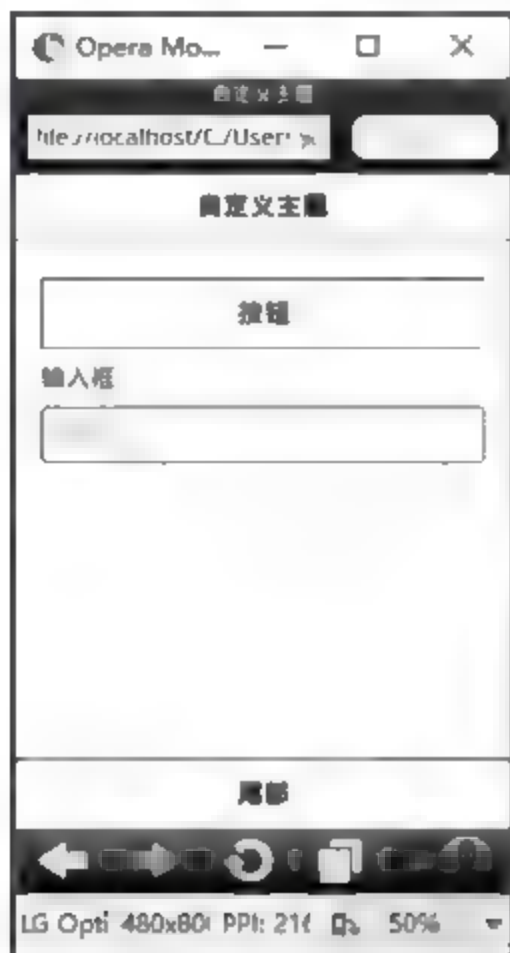 Opera Mo...
自定义主题
file://localhost/C:/User
自定义主题
按钮
输入框
尾部
LG Opti 480x80 PPI: 216 50%